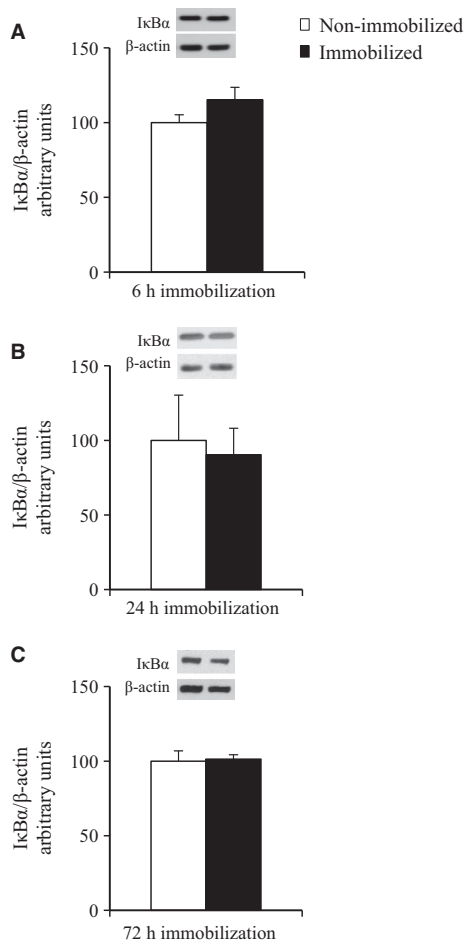 A
IκBα
β-actin
Non-immobilized
Immobilized
IκBα/β-actin
arbitrary units
150
100
50
0
6 h immobilization
B
IκBα
β-actin
IκBα/β-actin
arbitrary units
150
100
50
0
24 h immobilization
C
IκBα
β-actin
IκBα/β-actin
arbitrary units
150
100
50
0
72 h immobilization